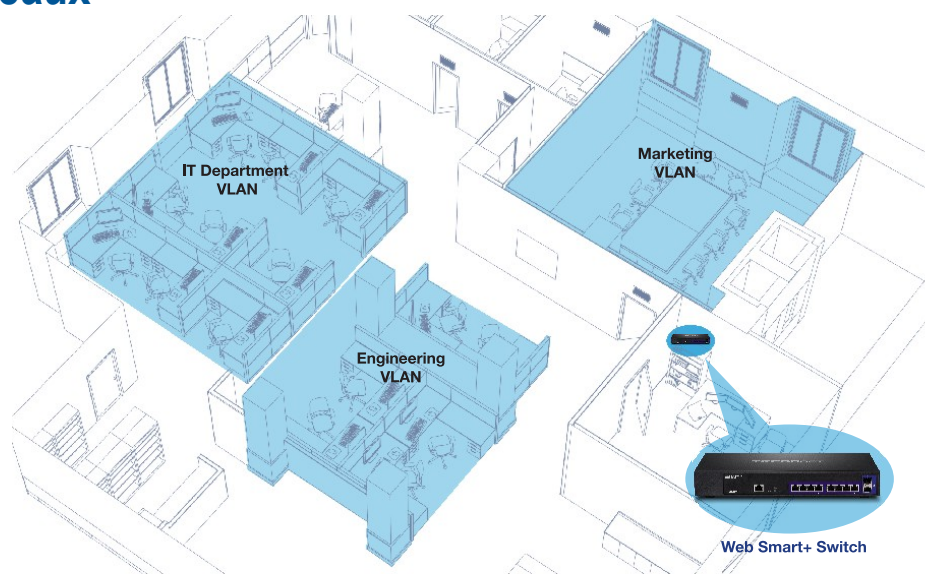 IT Department
VLAN
Marketing
VLAN
Engineering
VLAN
Web Smart+ Switch